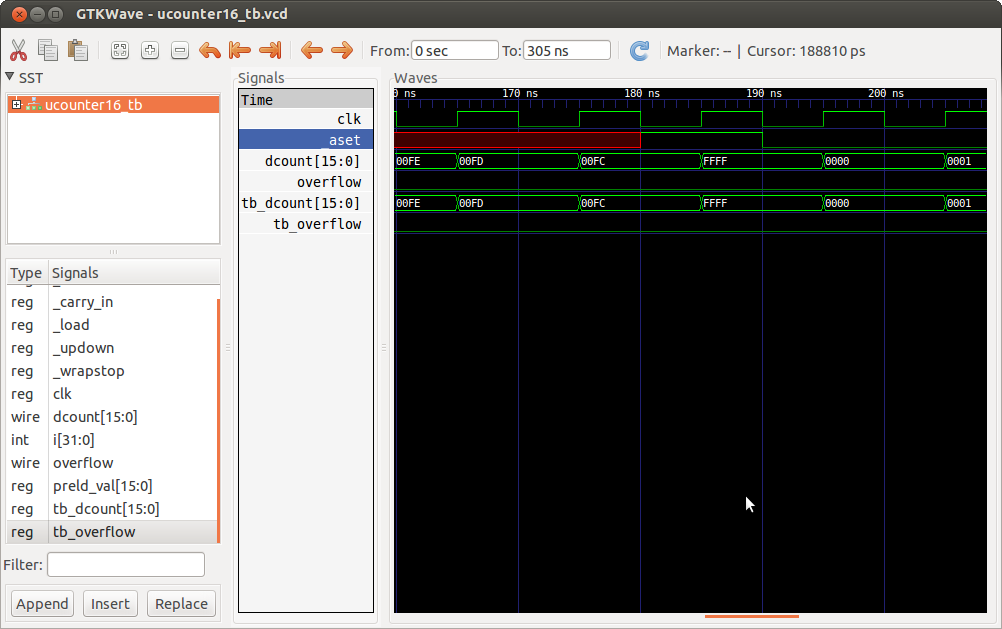 GTKWave - ucounter16_tb.vcd
From: 0 sec To: 305 ns Marker: -- | Cursor: 188810 ps
SST
ucounter16_tb
Type Signals
reg _carry_in
reg _load
reg _updown
reg _wrapstop
reg clk
wire dcount[15:0]
int i[31:0]
wire overflow
reg preld_val[15:0]
reg tb_dcount[15:0]
reg tb_overflow
Filter:
Append Insert Replace
Signals
Time
clk
_aset
dcount[15:0]
overflow
tb_dcount[15:0]
tb_overflow
Waves
0 ns 170 ns 180 ns 190 ns 200 ns
00FE 00FD 00FC FFFF 0000 0001
00FE 00FD 00FC FFFF 0000 0001